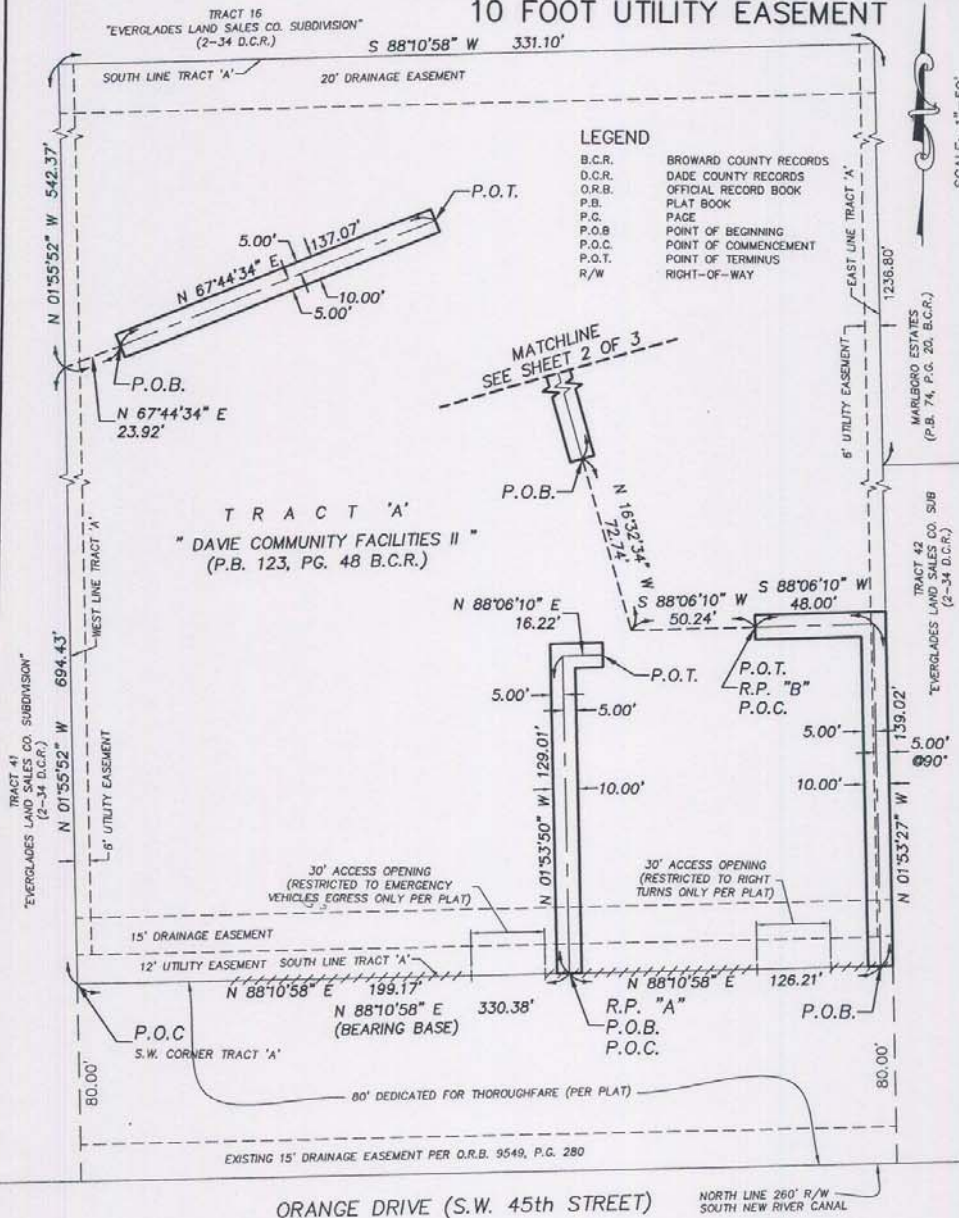 10 FOOT UTILITY EASEMENT
TRACT 16
"EVERGLADES LAND SALES CO. SUBDIVISION"
(2-34 D.C.R.)
S 88°10'58" W 331.10'
SOUTH LINE TRACT 'A'
20' DRAINAGE EASEMENT
LEGEND
B.C.R. BROWARD COUNTY RECORDS
D.C.R. DADE COUNTY RECORDS
O.R.B. OFFICIAL RECORD BOOK
P.B. PLAT BOOK
P.G. PAGE
P.O.B POINT OF BEGINNING
P.O.C. POINT OF COMMENCEMENT
P.O.T. POINT OF TERMINUS
R/W RIGHT-OF-WAY
N 01°55'52" W 542.37'
P.O.T.
5.00'
137.07'
N 67°44'34" E
10.00'
5.00'
P.O.B.
N 67°44'34" E
23.92'
MATCHLINE
SEE SHEET 2 OF 3
EAST LINE TRACT 'A'
1236.80'
6' UTILITY EASEMENT
MARLBORO ESTATES
(P.B. 74, P.G. 20, B.C.R.)
P.O.B.
N 16°32'34" W
72.74'
T R A C T 'A'
" DAVIE COMMUNITY FACILITIES II "
(P.B. 123, PG. 48 B.C.R.)
TRACT 42
"EVERGLADES LAND SALES CO. SUB
(2-34 D.C.R.)
N 88°06'10" E
16.22'
S 88°06'10" W
50.24'
S 88°06'10" W
48.00'
P.O.T.
P.O.T.
R.P. "B"
P.O.C.
WEST LINE TRACT 'A'
TRACT 41
"EVERGLADES LAND SALES CO. SUBDIVISION"
(2-34 D.C.R.)
N 01°55'52" W 694.43'
6' UTILITY EASEMENT
5.00'
5.00'
10.00'
N 01°53'50" W 129.01'
5.00'
10.00'
5.00'
@90°
N 01°53'27" W 139.02'
30' ACCESS OPENING
(RESTRICTED TO EMERGENCY
VEHICLES EGRESS ONLY PER PLAT)
30' ACCESS OPENING
(RESTRICTED TO RIGHT
TURNS ONLY PER PLAT)
15' DRAINAGE EASEMENT
12' UTILITY EASEMENT SOUTH LINE TRACT 'A'
N 88°10'58" E 199.17'
N 88°10'58" E 126.21'
N 88°10'58" E 330.38'
(BEARING BASE)
R.P. "A"
P.O.B.
P.O.C.
P.O.B.
P.O.C
S.W. CORNER TRACT 'A'
80.00'
80.00'
80' DEDICATED FOR THOROUGHFARE (PER PLAT)
EXISTING 15' DRAINAGE EASEMENT PER O.R.B. 9549, P.G. 280
ORANGE DRIVE (S.W. 45th STREET)
NORTH LINE 260' R/W
SOUTH NEW RIVER CANAL